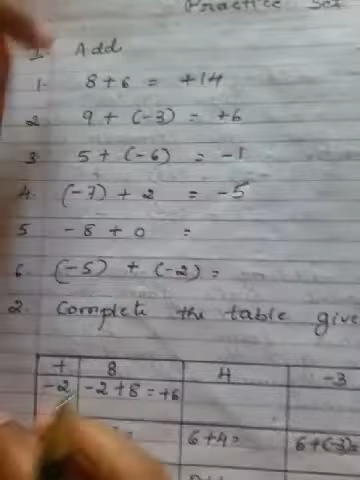 Practice Set
1. Add
1. 8 + 6 = +14
2. 9 + (-3) = +6
3. 5 + (-6) = -1
4. (-7) + 2 = -5
5 -8 + 0 =
6. (-5) + (-2) =
2. Complete the table give
+ 8 4 -3
-2 -2+8=+6
6+4= 6+(-3)=